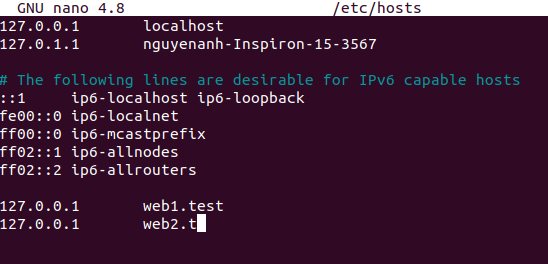 GNU nano 4.8 /etc/hosts
127.0.0.1 localhost
127.0.1.1 nguyenanh-Inspiron-15-3567
# The following lines are desirable for IPv6 capable hosts
::1 ip6-localhost ip6-loopback
fe00::0 ip6-localnet
ff00::0 ip6-mcastprefix
ff02::1 ip6-allnodes
ff02::2 ip6-allrouters
127.0.0.1 web1.test
127.0.0.1 web2.t